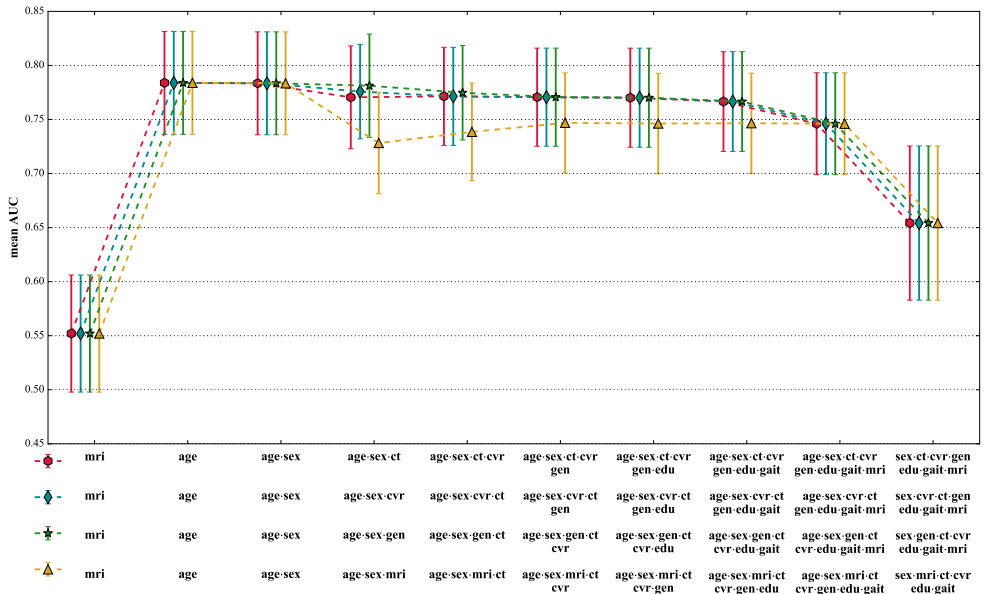 0.85
0.80
0.75
0.70
0.65
0.60
0.55
0.50
0.45
mean AUC
mri age age·sex age·sex·ct age·sex·ct·cvr age·sex·ct·cvr age·sex·ct·cvr age·sex·ct·cvr age·sex·ct·cvr sex·ct·cvr·gen
gen gen·edu gen·edu·gait gen·edu·gait·mri edu·gait·mri
mri age age·sex age·sex·cvr age·sex·cvr·ct age·sex·cvr·ct age·sex·cvr·ct age·sex·cvr·ct age·sex·cvr·ct sex·cvr·ct·gen
gen gen·edu gen·edu·gait gen·edu·gait·mri edu·gait·mri
mri age age·sex age·sex·gen age·sex·gen·ct age·sex·gen·ct age·sex·gen·ct age·sex·gen·ct age·sex·gen·ct sex·gen·ct·cvr
cvr cvr·edu cvr·edu·gait cvr·edu·gait·mri edu·gait·mri
mri age age·sex age·sex·mri age·sex·mri·ct age·sex·mri·ct age·sex·mri·ct age·sex·mri·ct age·sex·mri·ct sex·mri·ct·cvr
cvr cvr·gen cvr·gen·edu cvr·gen·edu·gait edu·gait